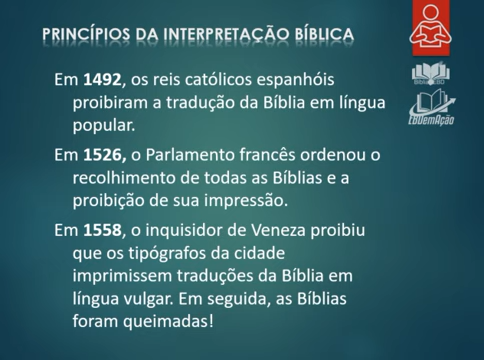 PRINCÍPIOS DA INTERPRETAÇÃO BÍBLICA
Em 1492, os reis católicos espanhóis
proibiram a tradução da Bíblia em língua
popular.
Em 1526, o Parlamento francês ordenou o
recolhimento de todas as Bíblias e a
proibição de sua impressão.
Em 1558, o inquisidor de Veneza proibiu
que os tipógrafos da cidade
imprimissem traduções da Bíblia em
língua vulgar. Em seguida, as Bíblias
foram queimadas!
EBDemAção